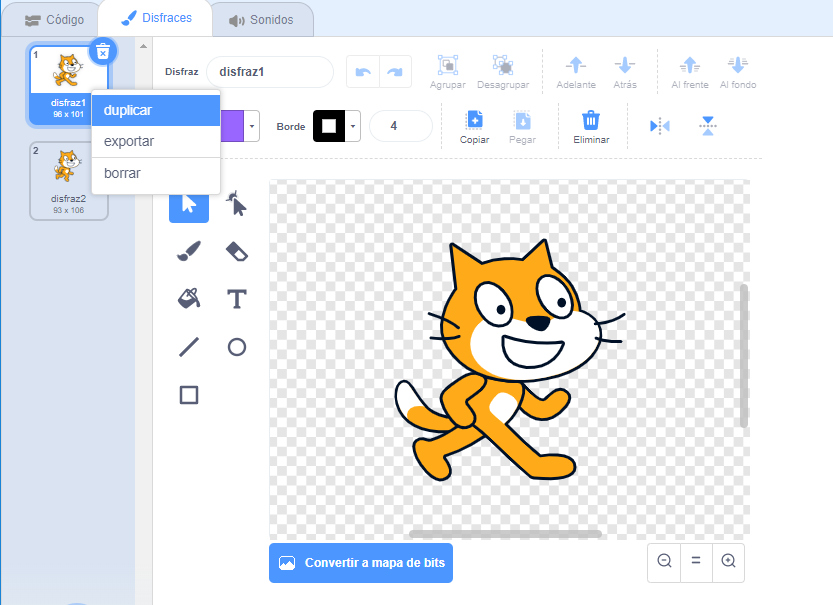 Código
Disfraces
Sonidos
1
disfraz1
96 x 101
duplicar
exportar
borrar
2
disfraz2
93 x 106
Disfraz
disfraz1
Agrupar
Desagrupar
Adelante
Atrás
Al frente
Al fondo
Borde
4
Copiar
Pegar
Eliminar
T
Convertir a mapa de bits
=